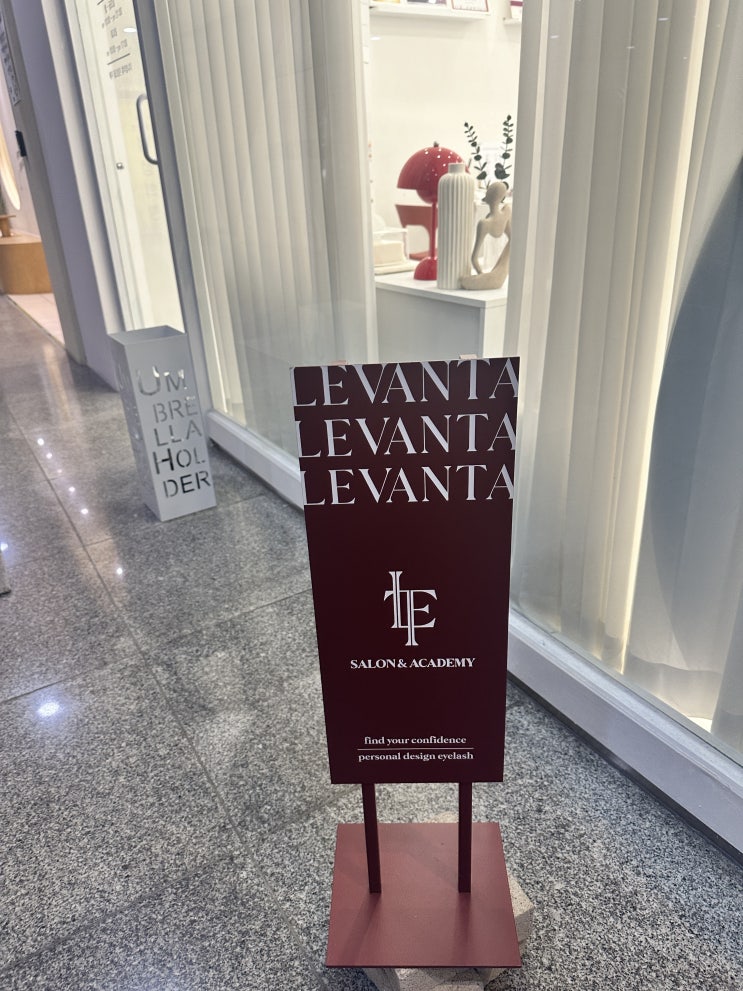 LEVANTA
LEVANTA
LEVANTA
LE
SALON & ACADEMY
find your confidence
personal design eyelash
UM
BRE
LLA
HOL
DER